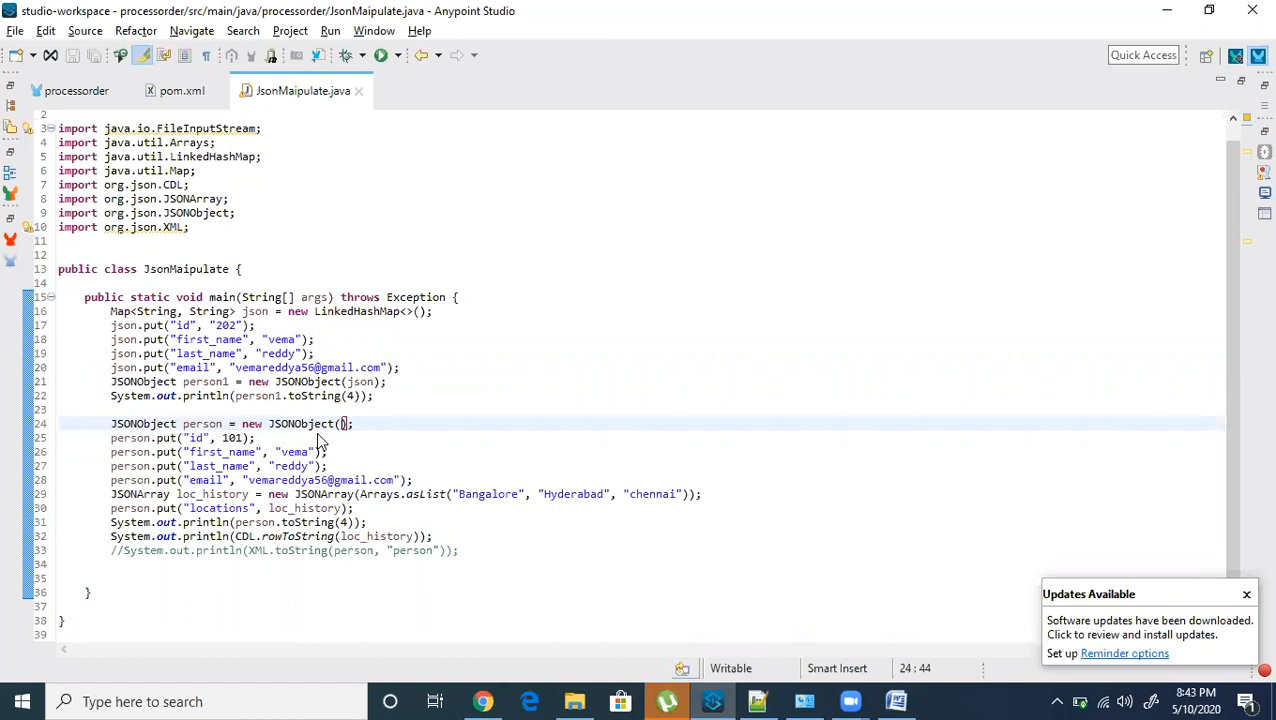 studio-workspace - processorder/src/main/java/processorder/JsonMaipulate.java - Anypoint Studio
File Edit Source Refactor Navigate Search Project Run Window Help
Quick Access
processorder pom.xml JsonMaipulate.java
2
3 import java.io.FileInputStream;
4 import java.util.Arrays;
5 import java.util.LinkedHashMap;
6 import java.util.Map;
7 import org.json.CDL;
8 import org.json.JSONArray;
9 import org.json.JSONObject;
10 import org.json.XML;
11
12
13 public class JsonMaipulate {
14
15 public static void main(String[] args) throws Exception {
16 Map<String, String> json = new LinkedHashMap<>();
17 json.put("id", "202");
18 json.put("first_name", "vema");
19 json.put("last_name", "reddy");
20 json.put("email", "vemareddya56@gmail.com");
21 JSONObject person1 = new JSONObject(json);
22 System.out.println(person1.toString(4));
23
24 JSONObject person = new JSONObject();
25 person.put("id", 101);
26 person.put("first_name", "vema");
27 person.put("last_name", "reddy");
28 person.put("email", "vemareddya56@gmail.com");
29 JSONArray loc_history = new JSONArray(Arrays.asList("Bangalore", "Hyderabad", "chennai"));
30 person.put("locations", loc_history);
31 System.out.println(person.toString(4));
32 System.out.println(CDL.rowToString(loc_history));
33 //System.out.println(XML.toString(person, "person"));
34
35
36 }
37
38 }
39
Updates Available
Software updates have been downloaded.
Click to review and install updates.
Set up Reminder options
Writable Smart Insert 24 : 44
Type here to search
8:43 PM
5/10/2020
1